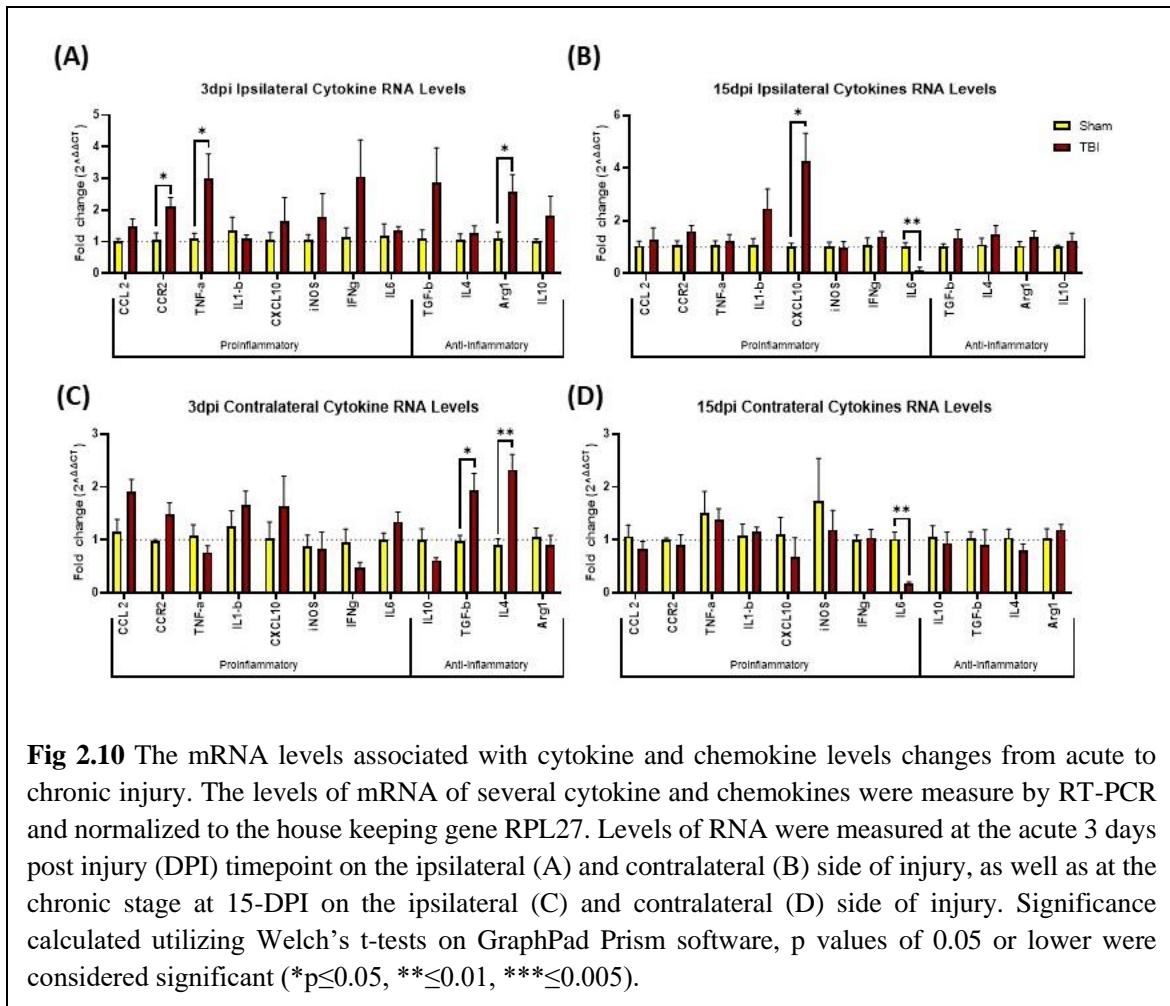 (A)
3dpi Ipsilateral Cytokine RNA Levels
Fold change (2^ΔΔCT)
5
4
3
2
1
0
*
*
*
CCL 2
CCR2
TNF-a
IL1-b
CXCL10
iNOS
IFNg
IL6
TGF-b
IL4
Arg1
IL10
Proinflammatory
Anti-Inflammatory
(B)
15dpi Ipsilateral Cytokines RNA Levels
Fold change (2^ΔΔCT)
6
4
2
0
*
**
Sham
TBI
CCL 2
CCR2
TNF-a
IL1-b
CXCL10
iNOS
IFNg
IL6
TGF-b
IL4
Arg1
IL10
Proinflammatory
Anti-Inflammatory
(C)
3dpi Contralateral Cytokine RNA Levels
Fold change (2^ΔΔCT)
3
2
1
0
*
**
CCL 2
CCR2
TNF-a
IL1-b
CXCL10
iNOS
IFNg
IL6
IL10
TGF-b
IL4
Arg1
Proinflammatory
Anti-Inflammatory
(D)
15dpi Contrateral Cytokines RNA Levels
Fold change (2^ΔΔCT)
3
2
1
0
**
CCL 2
CCR2
TNF-a
IL1-b
CXCL10
iNOS
IFNg
IL6
IL10
TGF-b
IL4
Arg1
Proinflammatory
Anti-Inflammatory
Fig 2.10 The mRNA levels associated with cytokine and chemokine levels changes from acute to
chronic injury. The levels of mRNA of several cytokine and chemokines were measure by RT-PCR
and normalized to the house keeping gene RPL27. Levels of RNA were measured at the acute 3 days
post injury (DPI) timepoint on the ipsilateral (A) and contralateral (B) side of injury, as well as at the
chronic stage at 15-DPI on the ipsilateral (C) and contralateral (D) side of injury. Significance
calculated utilizing Welch's t-tests on GraphPad Prism software, p values of 0.05 or lower were
considered significant (*p≤0.05, **≤0.01, ***≤0.005).